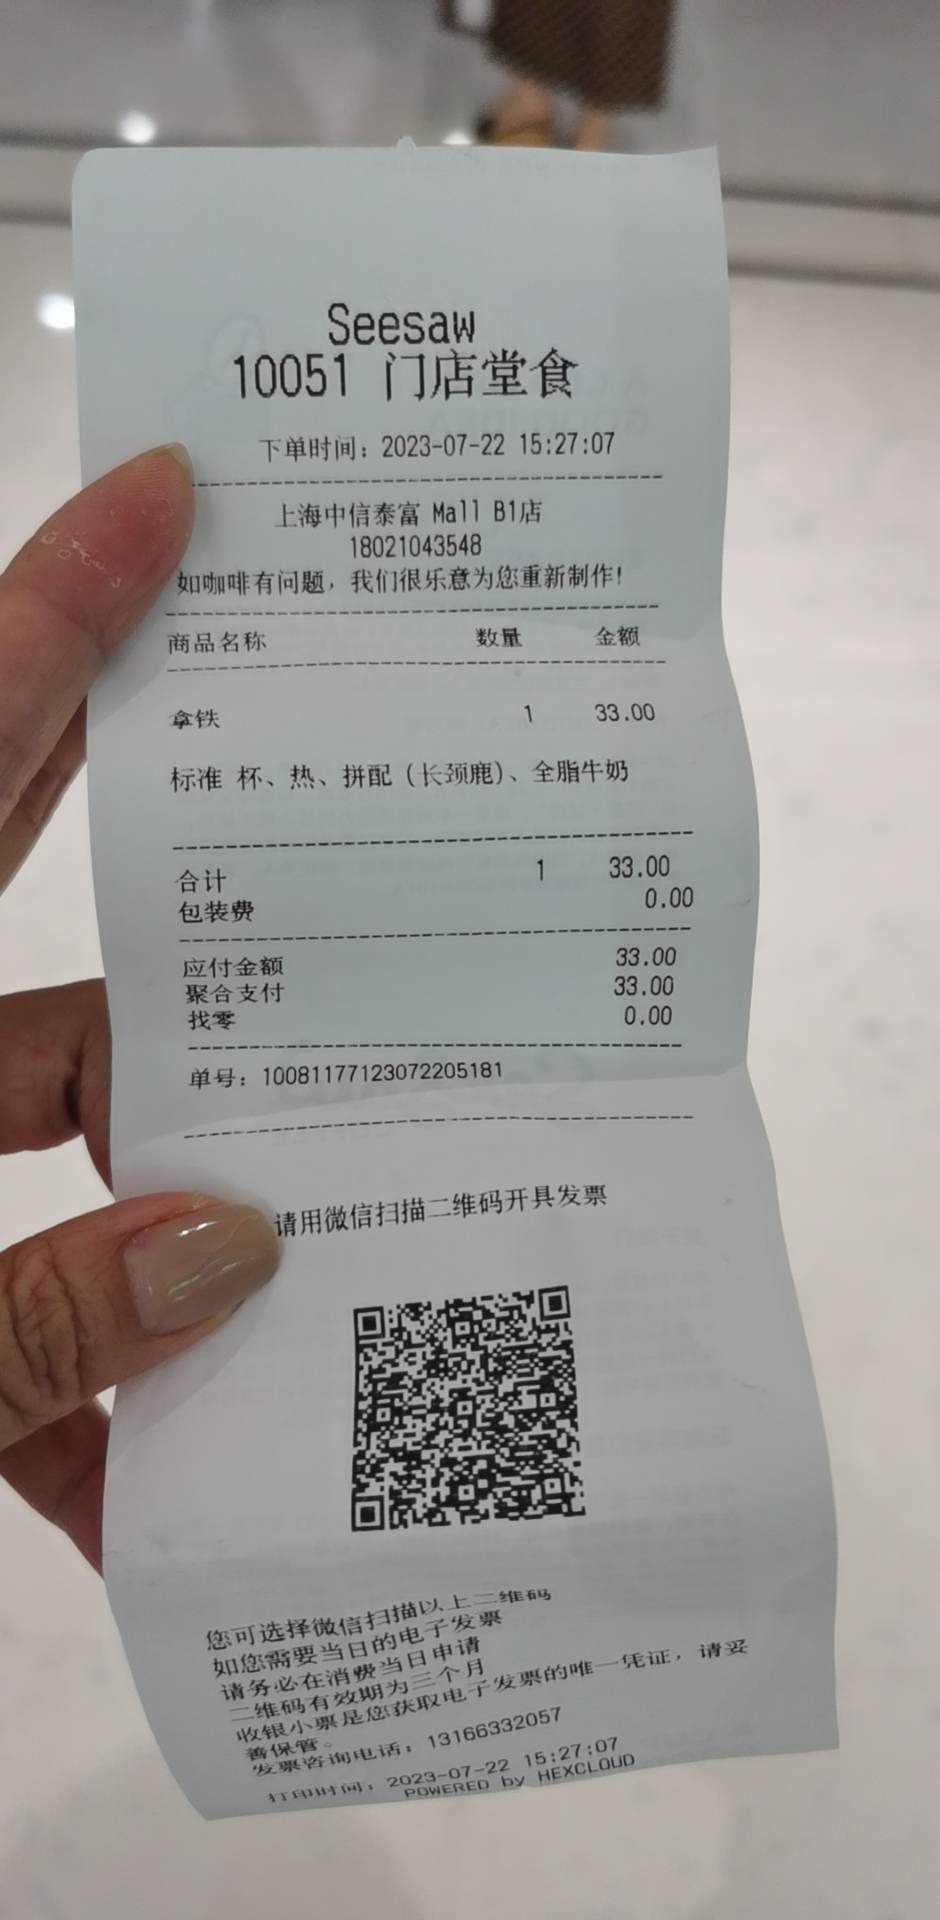 Seesaw
10051 门店堂食
下单时间：2023-07-22 15:27:07
上海中信泰富 Mall B1店
18021043548
如咖啡有问题，我们很乐意为您重新制作!
商品名称 数量 金额
拿铁 1 33.00
标准 杯、热、拼配（长颈鹿）、全脂牛奶
合计 1 33.00
包装费 0.00
应付金额 33.00
聚合支付 33.00
找零 0.00
单号：10081177123072205181
请用微信扫描二维码开具发票
您可选择微信扫描以上二维码
如您需要当日的电子发票
请务必在消费当日申请
二维码有效期为三个月
收银小票是您获取电子发票的唯一凭证，请妥
善保管。
发票咨询电话：13166332057
打印时间：2023-07-22 15:27:07
POWERED by HEXCLOUD